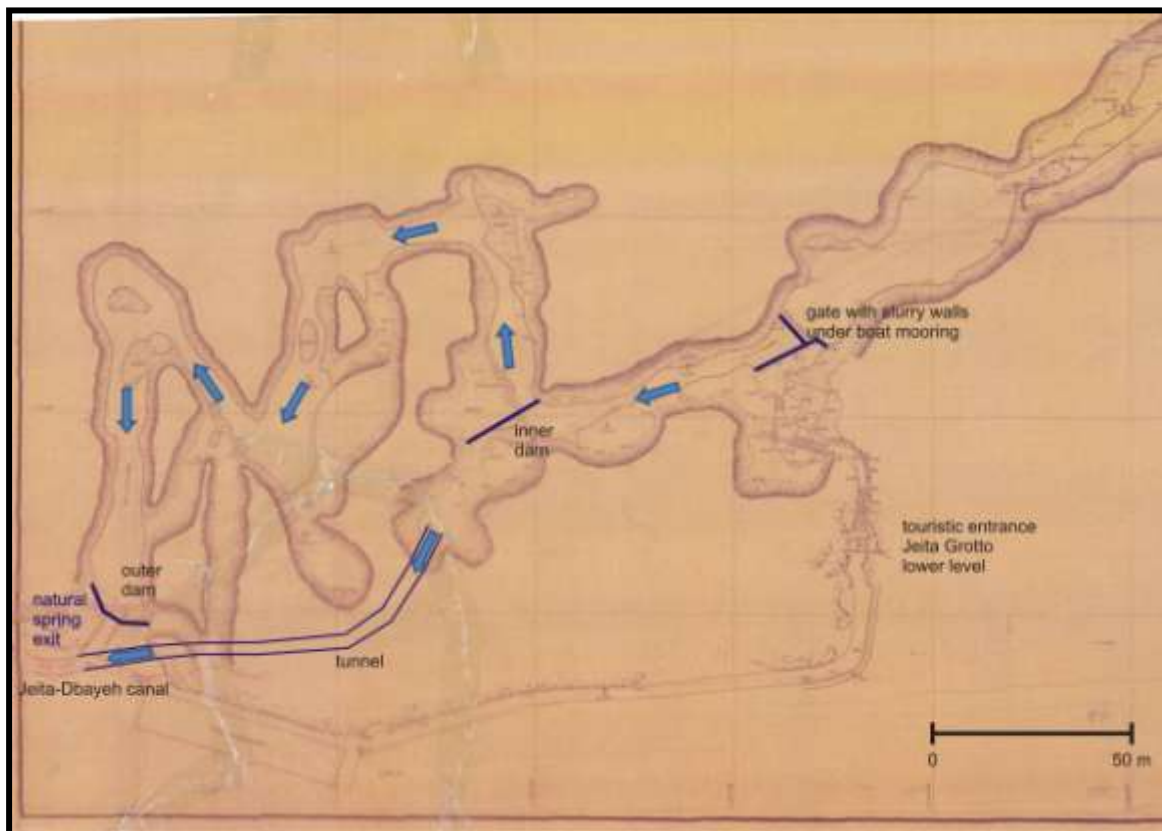 gate with slurry walls
under boat mooring
inner
dam
touristic entrance
Jeita Grotto
lower level
outer
dam
natural
spring
exit
tunnel
Jeita-Dbayeh canal
0 50 m